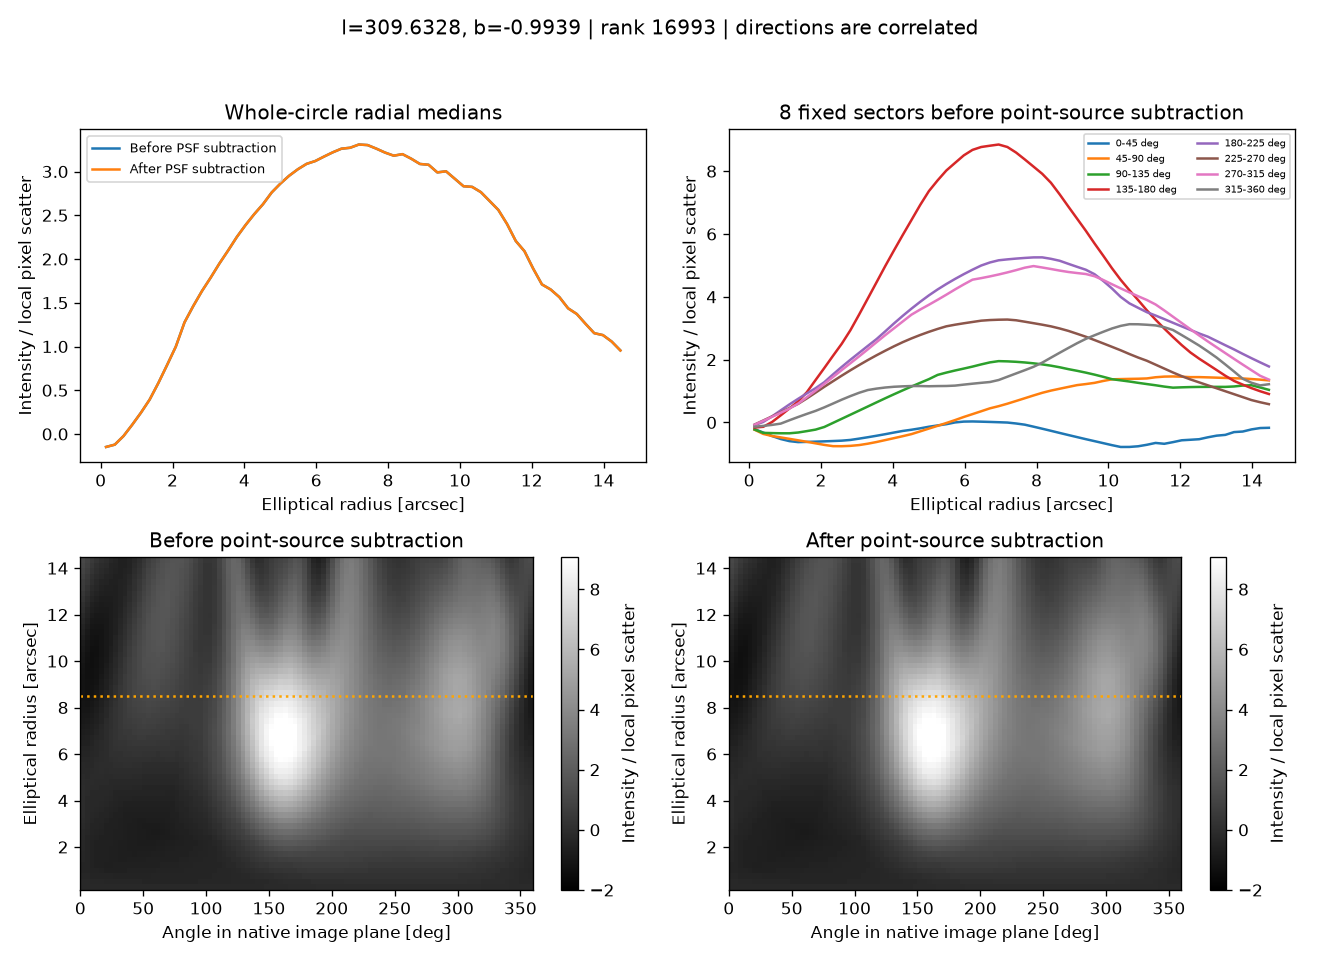 l=309.6328, b=-0.9939 | rank 16993 | directions are correlated
Whole-circle radial medians
Before PSF subtraction
After PSF subtraction
Intensity / local pixel scatter
0.0
0.5
1.0
1.5
2.0
2.5
3.0
0 2 4 6 8 10 12 14
Elliptical radius [arcsec]
8 fixed sectors before point-source subtraction
0-45 deg
45-90 deg
90-135 deg
135-180 deg
180-225 deg
225-270 deg
270-315 deg
315-360 deg
Intensity / local pixel scatter
0
2
4
6
8
0 2 4 6 8 10 12 14
Elliptical radius [arcsec]
Before point-source subtraction
Elliptical radius [arcsec]
2
4
6
8
10
12
14
0 50 100 150 200 250 300 350
Angle in native image plane [deg]
−2
0
2
4
6
8
Intensity / local pixel scatter
After point-source subtraction
Elliptical radius [arcsec]
2
4
6
8
10
12
14
0 50 100 150 200 250 300 350
Angle in native image plane [deg]
−2
0
2
4
6
8
Intensity / local pixel scatter